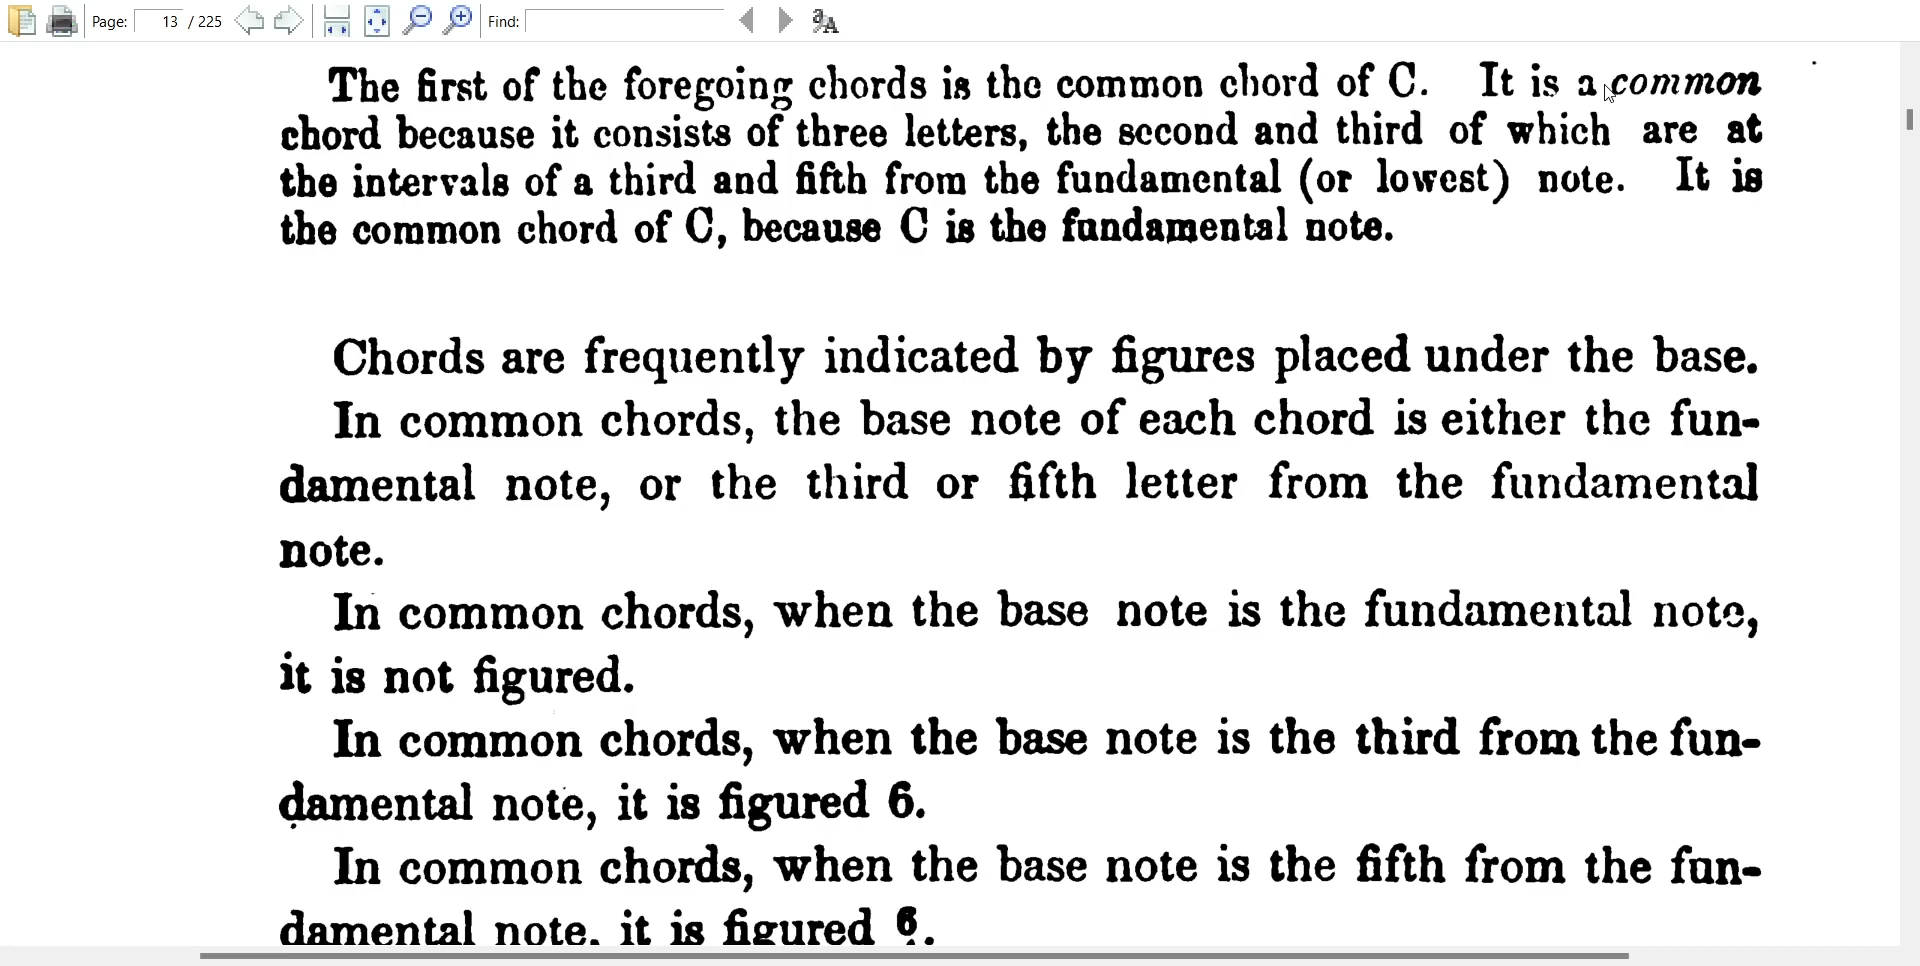 Page: 13 / 225 Find:
The first of the foregoing chords is the common chord of C. It is a common
chord because it consists of three letters, the second and third of which are at
the intervals of a third and fifth from the fundamental (or lowest) note. It is
the common chord of C, because C is the fundamental note.
Chords are frequently indicated by figures placed under the base.
In common chords, the base note of each chord is either the fun-
damental note, or the third or fifth letter from the fundamental
note.
In common chords, when the base note is the fundamental note,
it is not figured.
In common chords, when the base note is the third from the fun-
damental note, it is figured 6.
In common chords, when the base note is the fifth from the fun-
damental note, it is figured 6.